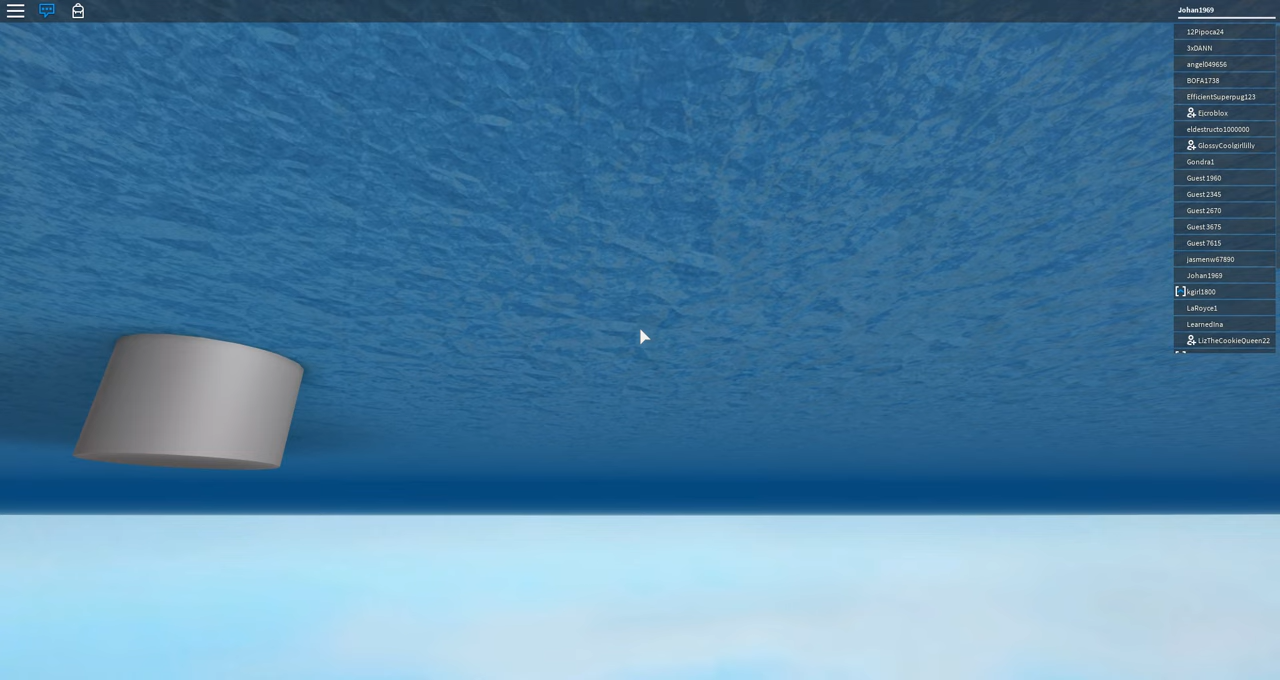 Johan1969
12Pipoca24
3xDANN
angel049656
BOFA1738
EfficientSuperpug123
Ejcroblox
eldestructo1000000
GlossyCoolgirllilly
Gondra1
Guest 1960
Guest 2345
Guest 2670
Guest 3675
Guest 7615
jasmenw67890
Johan1969
kgirl1800
LaRoyce1
LearnedIna
LizTheCookieQueen22